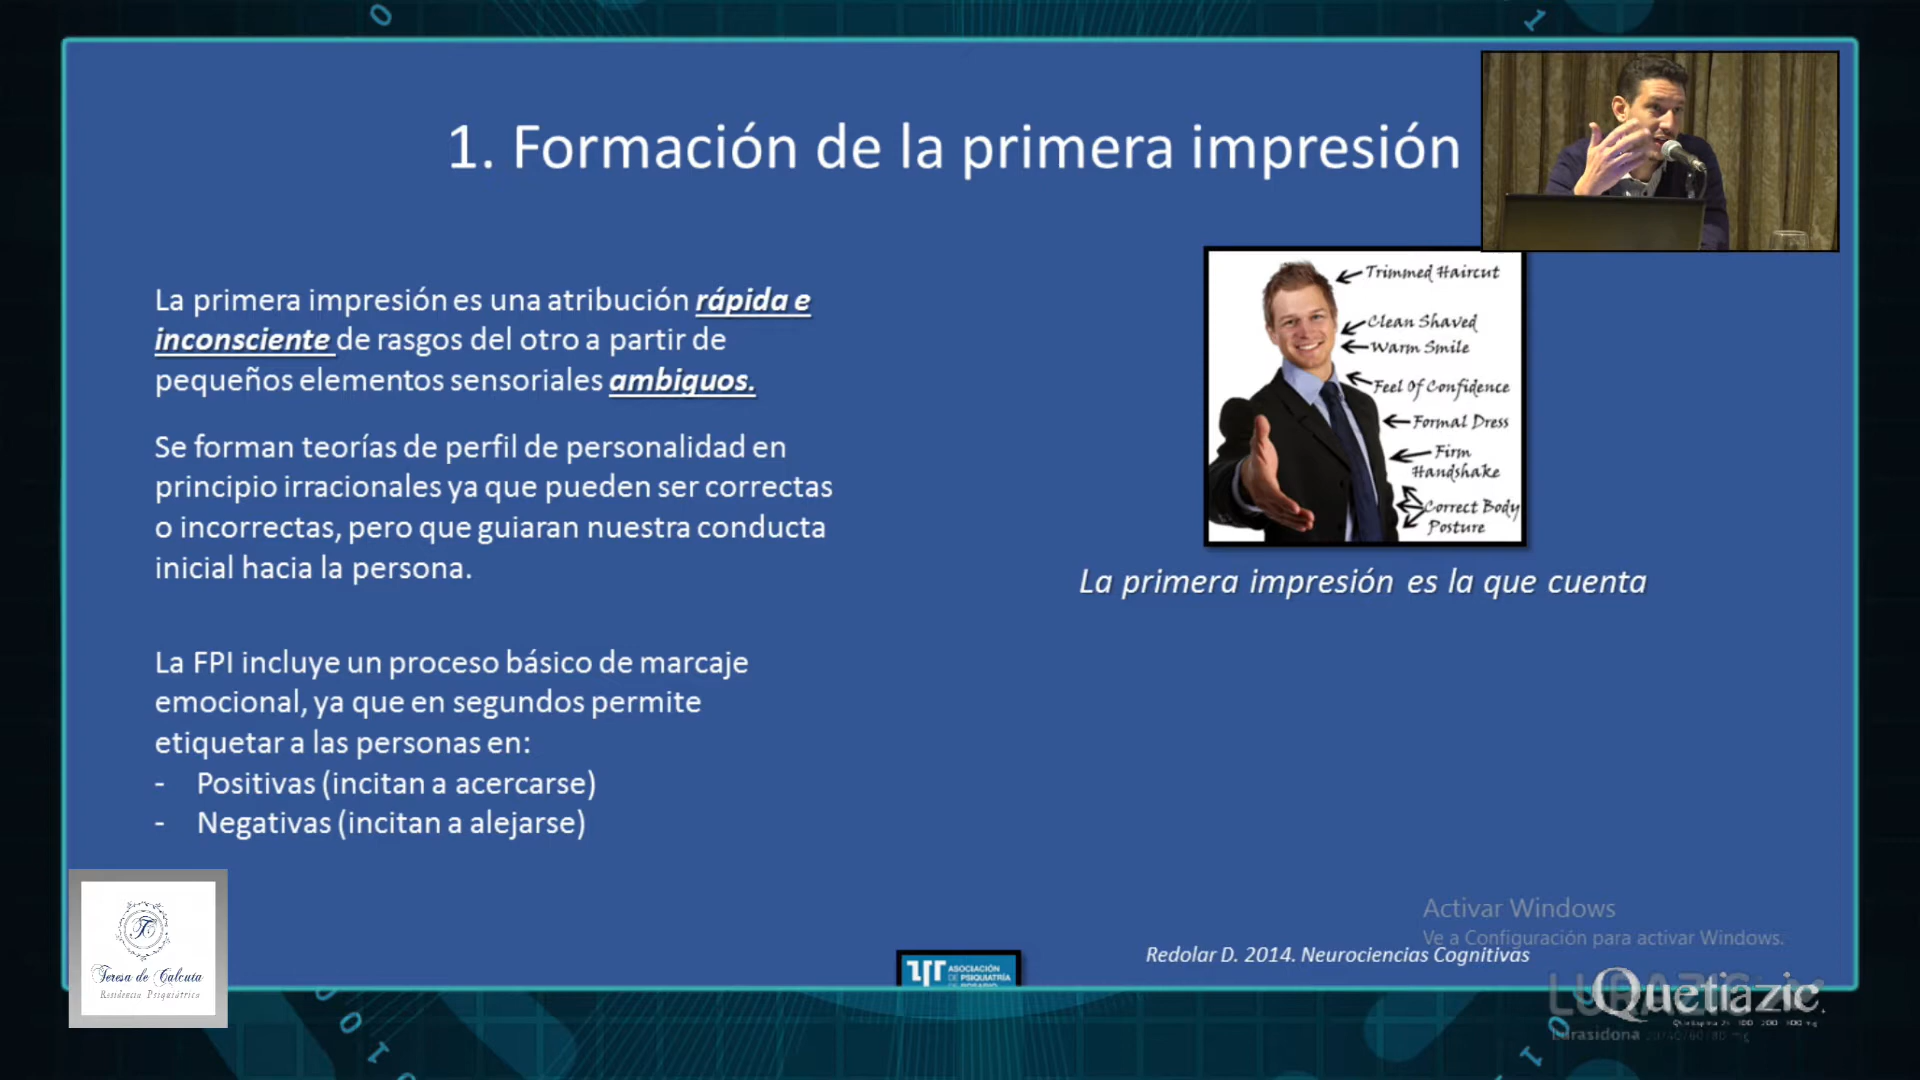 1. Formación de la primera impresión
La primera impresión es una atribución rápida e
inconsciente de rasgos del otro a partir de
pequeños elementos sensoriales ambiguos.
Se forman teorías de perfil de personalidad en
principio irracionales ya que pueden ser correctas
o incorrectas, pero que guiaran nuestra conducta
inicial hacia la persona.
La FPI incluye un proceso básico de marcaje
emocional, ya que en segundos permite
etiquetar a las personas en:
- Positivas (incitan a acercarse)
- Negativas (incitan a alejarse)
Trimmed Haircut
Clean Shaved
Warm Smile
Feel Of Confidence
Formal Dress
Firm
Handshake
Correct Body
Posture
La primera impresión es la que cuenta
Activar Windows
Ve a Configuración para activar Windows.
Redolar D. 2014. Neurociencias Cognitivas
Teresa de Calcuta
Residencia Psiquiátrica
ASOCIACIÓN
DE PSIQUIATRÍA
DE ROSARIO
Quetiazic
Lurasidona